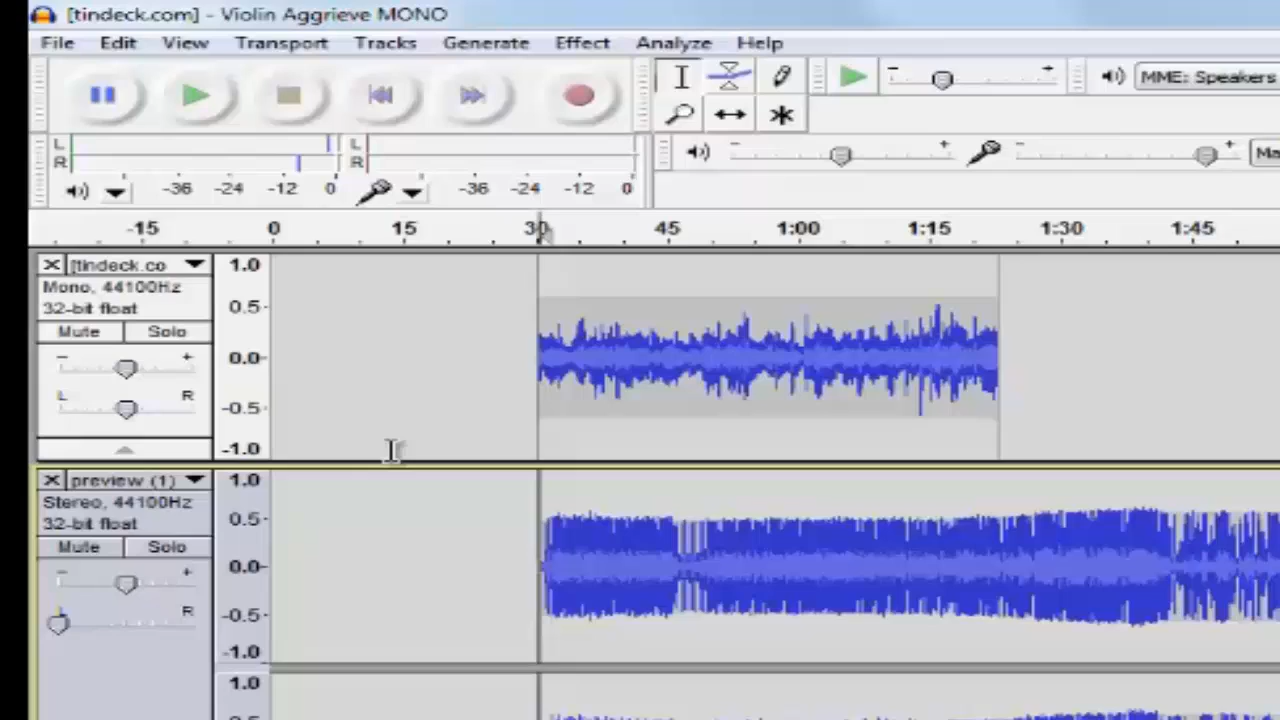 [tindeck.com] - Violin Aggrieve MONO
File Edit View Transport Tracks Generate Effect Analyze Help
MME: Speakers
L L
R R
-36 -24 -12 0 -36 -24 -12 0
-15 0 15 30 45 1:00 1:15 1:30 1:45
[tindeck.co
Mono, 44100Hz
32-bit float
Mute Solo
L R
1.0
0.5
0.0
-0.5
-1.0
preview (1)
Stereo, 44100Hz
32-bit float
Mute Solo
L R
1.0
0.5
0.0
-0.5
-1.0
1.0